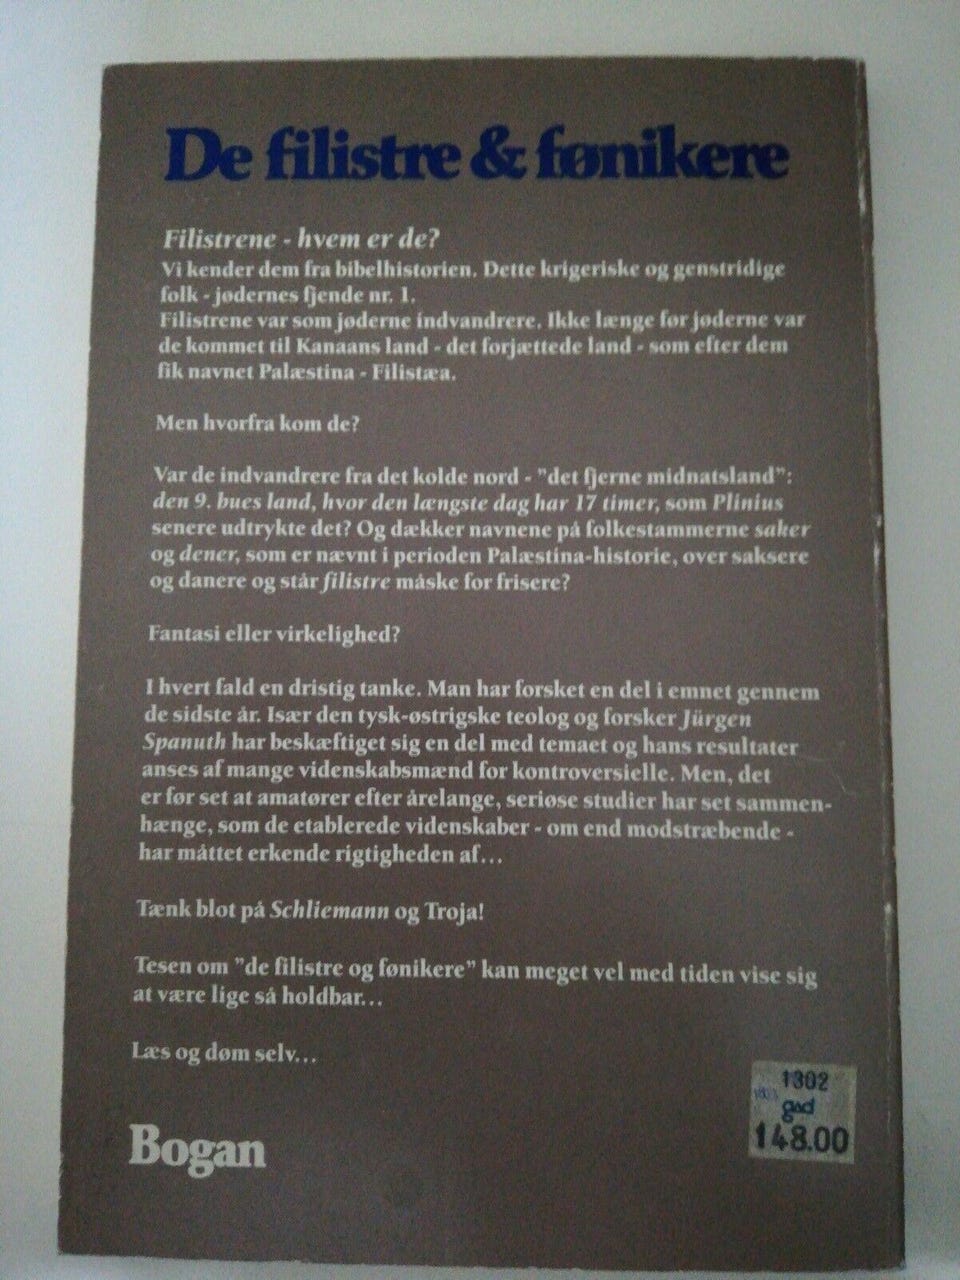 De filistre & fønikere
Filistrene - hvem er de?
Vi kender dem fra bibelhistorien. Dette krigeriske og genstridige
folk - jødernes fjende nr. 1.
Filistrene var som jøderne indvandrere. Ikke længe før jøderne var
de kommet til Kanaans land - det forjættede land - som efter dem
fik navnet Palæstina - Filistæa.
Men hvorfra kom de?
Var de indvandrere fra det kolde nord - ”det fjerne midnatsland”:
den 9. bues land, hvor den længste dag har 17 timer, som Plinius
senere udtrykte det? Og dækker navnene på folkestammerne saker
og dener, som er nævnt i perioden Palæstina-historie, over saksere
og danere og står filistre måske for frisere?
Fantasi eller virkelighed?
I hvert fald en dristig tanke. Man har forsket en del i emnet gennem
de sidste år. Især den tysk-østrigske teolog og forsker Jürgen
Spanuth har beskæftiget sig en del med temaet og hans resultater
anses af mange videnskabsmænd for kontroversielle. Men, det
er før set at amatører efter årelange, seriøse studier har set sammen-
hænge, som de etablerede videnskaber - om end modstræbende -
har måttet erkende rigtigheden af...
Tænk blot på Schliemann og Troja!
Tesen om ”de filistre og fønikere” kan meget vel med tiden vise sig
at være lige så holdbar...
Læs og døm selv...
Bogan
1302
gad
148.00